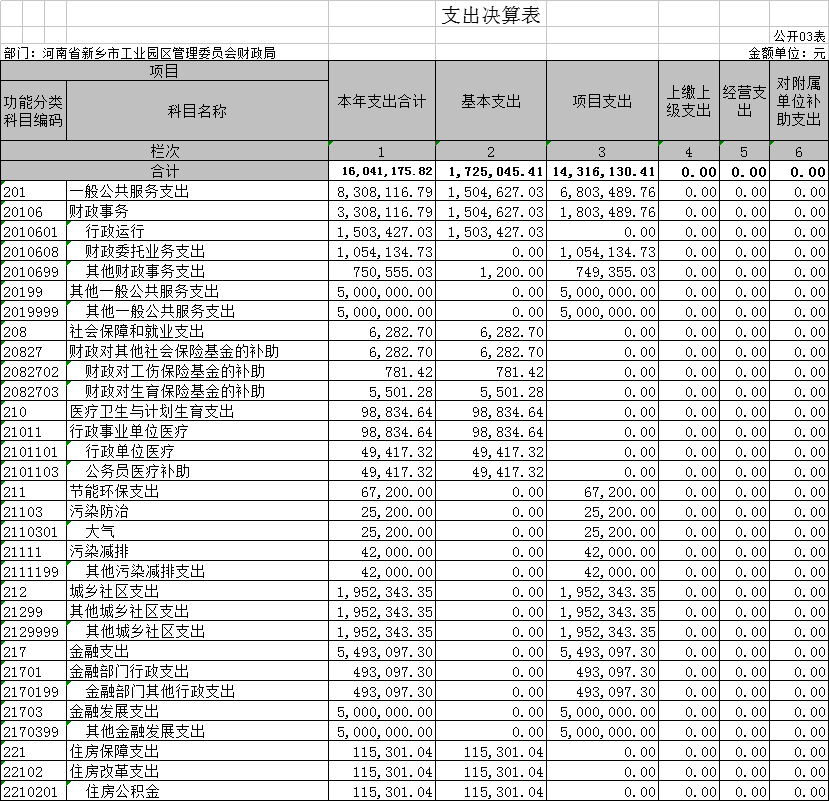 支出决算表
公开03表
部门：河南省新乡市工业园区管理委员会财政局 金额单位：元
项目 本年支出合计 基本支出 项目支出 上缴上级支出 经营支出 对附属单位补助支出
功能分类科目编码 科目名称
栏次 1 2 3 4 5 6
合计 16,041,175.82 1,725,045.41 14,316,130.41 0.00 0.00 0.00
201 一般公共服务支出 8,308,116.79 1,504,627.03 6,803,489.76 0.00 0.00 0.00
20106 财政事务 3,308,116.79 1,504,627.03 1,803,489.76 0.00 0.00 0.00
2010601 行政运行 1,503,427.03 1,503,427.03 0.00 0.00 0.00 0.00
2010608 财政委托业务支出 1,054,134.73 0.00 1,054,134.73 0.00 0.00 0.00
2010699 其他财政事务支出 750,555.03 1,200.00 749,355.03 0.00 0.00 0.00
20199 其他一般公共服务支出 5,000,000.00 0.00 5,000,000.00 0.00 0.00 0.00
2019999 其他一般公共服务支出 5,000,000.00 0.00 5,000,000.00 0.00 0.00 0.00
208 社会保障和就业支出 6,282.70 6,282.70 0.00 0.00 0.00 0.00
20827 财政对其他社会保险基金的补助 6,282.70 6,282.70 0.00 0.00 0.00 0.00
2082702 财政对工伤保险基金的补助 781.42 781.42 0.00 0.00 0.00 0.00
2082703 财政对生育保险基金的补助 5,501.28 5,501.28 0.00 0.00 0.00 0.00
210 医疗卫生与计划生育支出 98,834.64 98,834.64 0.00 0.00 0.00 0.00
21011 行政事业单位医疗 98,834.64 98,834.64 0.00 0.00 0.00 0.00
2101101 行政单位医疗 49,417.32 49,417.32 0.00 0.00 0.00 0.00
2101103 公务员医疗补助 49,417.32 49,417.32 0.00 0.00 0.00 0.00
211 节能环保支出 67,200.00 0.00 67,200.00 0.00 0.00 0.00
21103 污染防治 25,200.00 0.00 25,200.00 0.00 0.00 0.00
2110301 大气 25,200.00 0.00 25,200.00 0.00 0.00 0.00
21111 污染减排 42,000.00 0.00 42,000.00 0.00 0.00 0.00
2111199 其他污染减排支出 42,000.00 0.00 42,000.00 0.00 0.00 0.00
212 城乡社区支出 1,952,343.35 0.00 1,952,343.35 0.00 0.00 0.00
21299 其他城乡社区支出 1,952,343.35 0.00 1,952,343.35 0.00 0.00 0.00
2129999 其他城乡社区支出 1,952,343.35 0.00 1,952,343.35 0.00 0.00 0.00
217 金融支出 5,493,097.30 0.00 5,493,097.30 0.00 0.00 0.00
21701 金融部门行政支出 493,097.30 0.00 493,097.30 0.00 0.00 0.00
2170199 金融部门其他行政支出 493,097.30 0.00 493,097.30 0.00 0.00 0.00
21703 金融发展支出 5,000,000.00 0.00 5,000,000.00 0.00 0.00 0.00
2170399 其他金融发展支出 5,000,000.00 0.00 5,000,000.00 0.00 0.00 0.00
221 住房保障支出 115,301.04 115,301.04 0.00 0.00 0.00 0.00
22102 住房改革支出 115,301.04 115,301.04 0.00 0.00 0.00 0.00
2210201 住房公积金 115,301.04 115,301.04 0.00 0.00 0.00 0.00